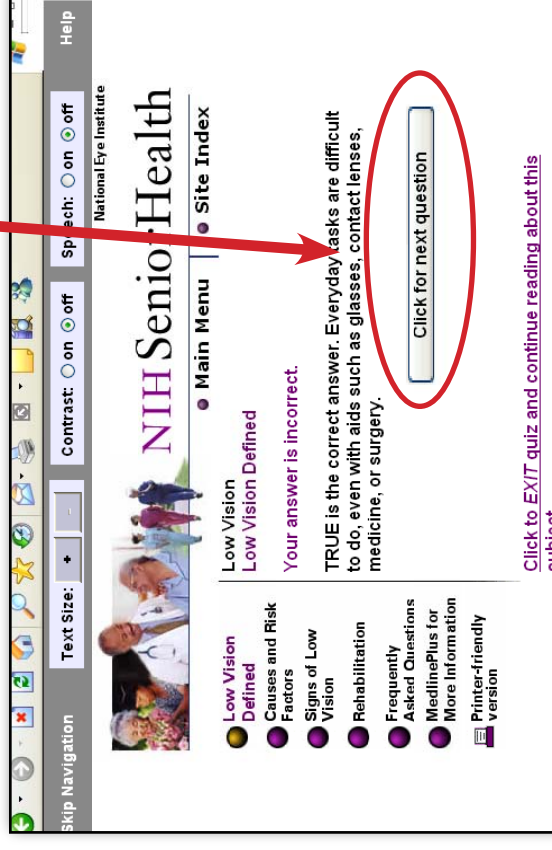 Skip Navigation
Text Size: + -
Contrast: on off
Speech: on off
Help
National Eye Institute
NIHSeniorHealth
Main Menu
Site Index
Low Vision
Defined
Causes and Risk
Factors
Signs of Low
Vision
Rehabilitation
Frequently
Asked Questions
MedlinePlus for
More Information
Printer-friendly
version
Low Vision
Low Vision Defined
Your answer is incorrect.
TRUE is the correct answer. Everyday tasks are difficult
to do, even with aids such as glasses, contact lenses,
medicine, or surgery.
Click for next question
Click to EXIT quiz and continue reading about this
subject